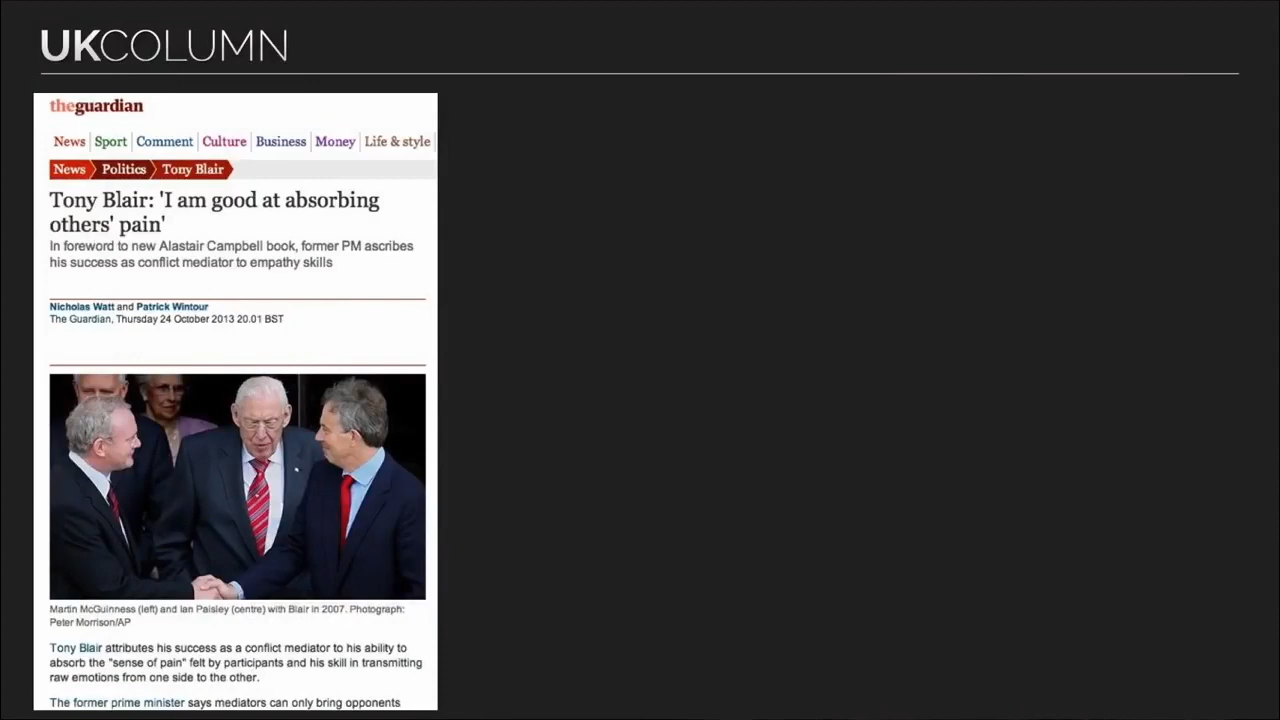 UKCOLUMN
theguardian
News Sport Comment Culture Business Money Life & style
News Politics Tony Blair
Tony Blair: 'I am good at absorbing
others' pain'
In foreword to new Alastair Campbell book, former PM ascribes
his success as conflict mediator to empathy skills
Nicholas Watt and Patrick Wintour
The Guardian, Thursday 24 October 2013 20.01 BST
Martin McGuinness (left) and Ian Paisley (centre) with Blair in 2007. Photograph:
Peter Morrison/AP
Tony Blair attributes his success as a conflict mediator to his ability to
absorb the "sense of pain" felt by participants and his skill in transmitting
raw emotions from one side to the other.
The former prime minister says mediators can only bring opponents